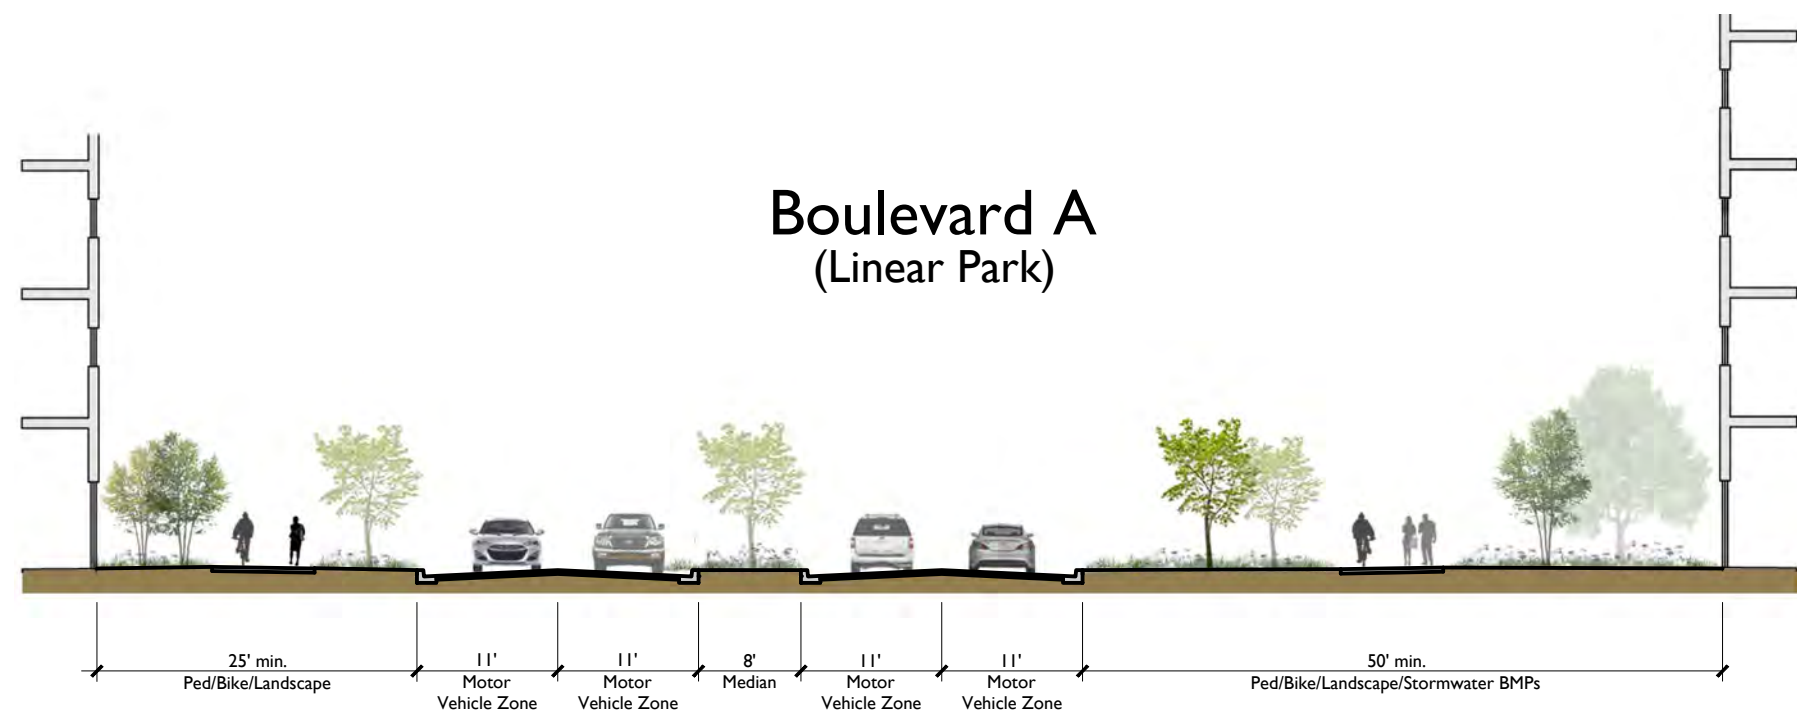 Boulevard A
(Linear Park)
25' min.
Ped/Bike/Landscape
11'
Motor
Vehicle Zone
11'
Motor
Vehicle Zone
8'
Median
11'
Motor
Vehicle Zone
11'
Motor
Vehicle Zone
50' min.
Ped/Bike/Landscape/Stormwater BMPs